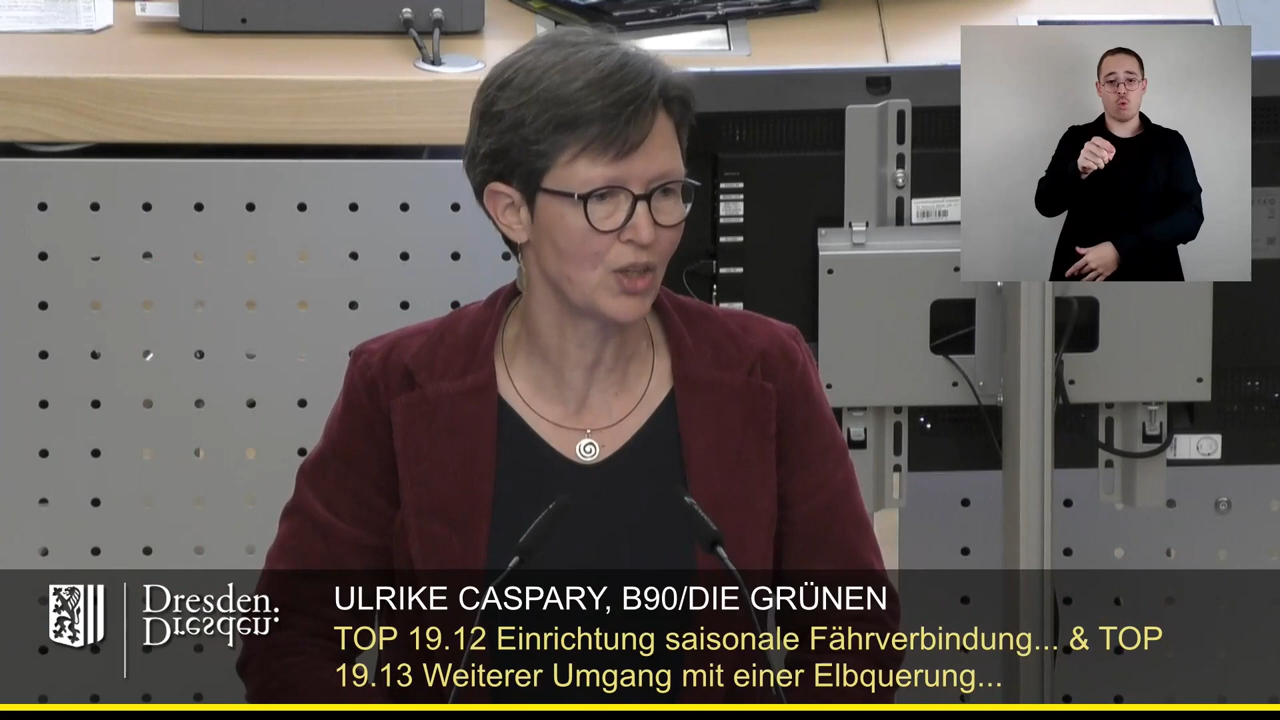 Dresden.
ULRIKE CASPARY, B90/DIE GRÜNEN
TOP 19.12 Einrichtung saisonale Fährverbindung... & TOP
19.13 Weiterer Umgang mit einer Elbquerung...